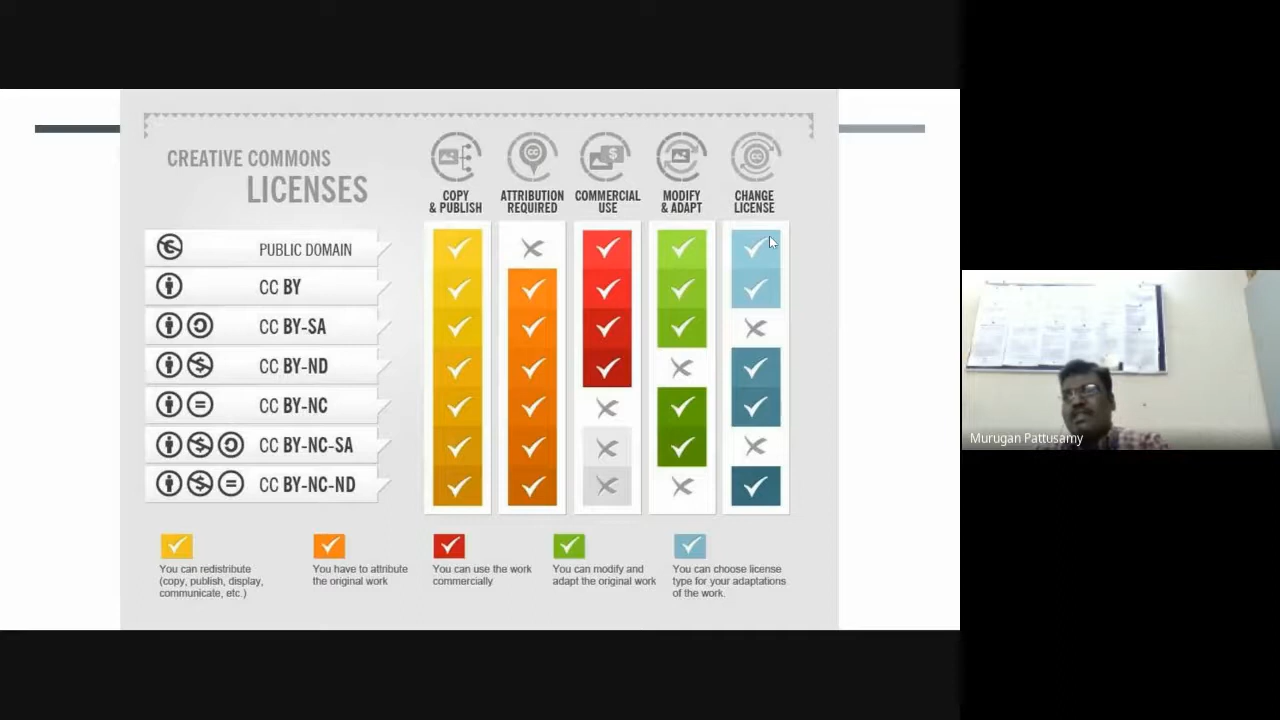 CREATIVE COMMONS
LICENSES
COPY
& PUBLISH
ATTRIBUTION
REQUIRED
COMMERCIAL
USE
MODIFY
& ADAPT
CHANGE
LICENSE
PUBLIC DOMAIN
CC BY
CC BY-SA
CC BY-ND
CC BY-NC
CC BY-NC-SA
CC BY-NC-ND
You can redistribute
(copy, publish, display,
communicate, etc.)
You have to attribute
the original work
You can use the work
commercially
You can modify and
adapt the original work
You can choose license
type for your adaptations
of the work.
Murugan Pattusamy